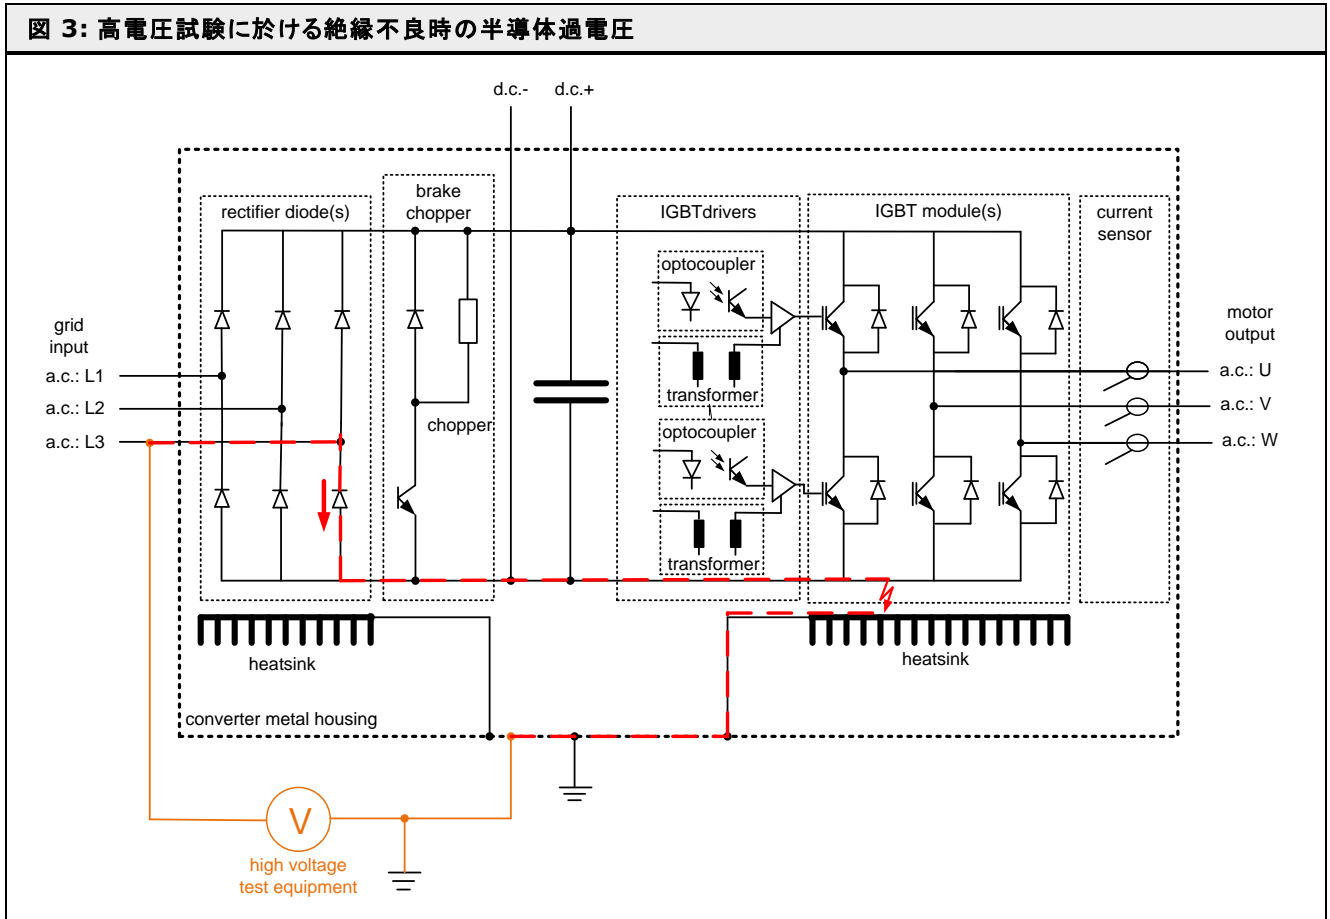 図 3: 高電圧試験に於ける絶縁不良時の半導体過電圧
d.c.- d.c.+
rectifier diode(s)
brake
chopper
IGBTdrivers
IGBT module(s)
current
sensor
optocoupler
transformer
optocoupler
transformer
chopper
grid
input
a.c.: L1
a.c.: L2
a.c.: L3
motor
output
a.c.: U
a.c.: V
a.c.: W
heatsink
heatsink
converter metal housing
V
high voltage
test equipment